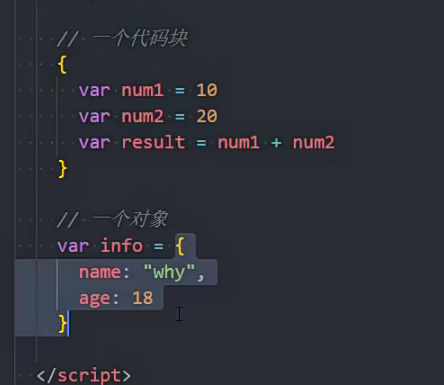 // 一个代码块
{
var num1 = 10
var num2 = 20
var result = num1 + num2
}
// 一个对象
var info = {
name: "why",
age: 18
}
</script>